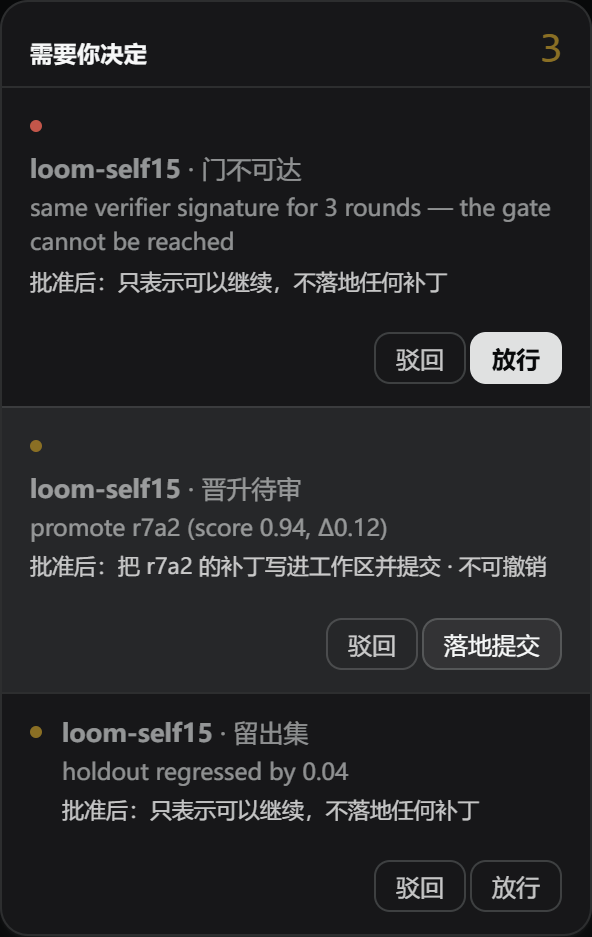 需要你决定
3
loom-self15 · 门不可达
same verifier signature for 3 rounds — the gate
cannot be reached
批准后：只表示可以继续，不落地任何补丁
驳回
放行
loom-self15 · 晋升待审
promote r7a2 (score 0.94, Δ0.12)
批准后：把 r7a2 的补丁写进工作区并提交 · 不可撤销
驳回
落地提交
loom-self15 · 留出集
holdout regressed by 0.04
批准后：只表示可以继续，不落地任何补丁
驳回
放行